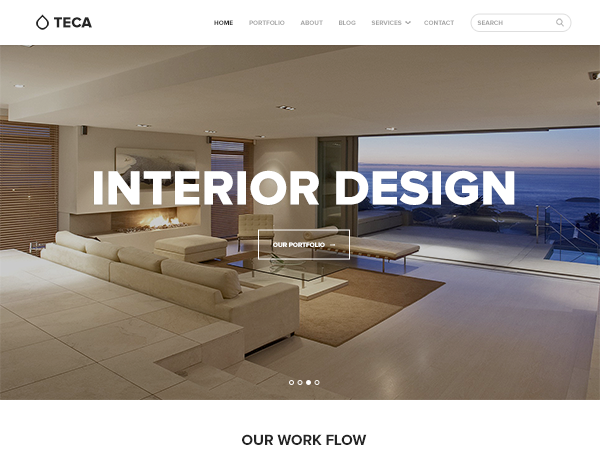 TECA
HOME PORTFOLIO ABOUT BLOG SERVICES CONTACT SEARCH
INTERIOR DESIGN
OUR PORTFOLIO →
OUR WORK FLOW